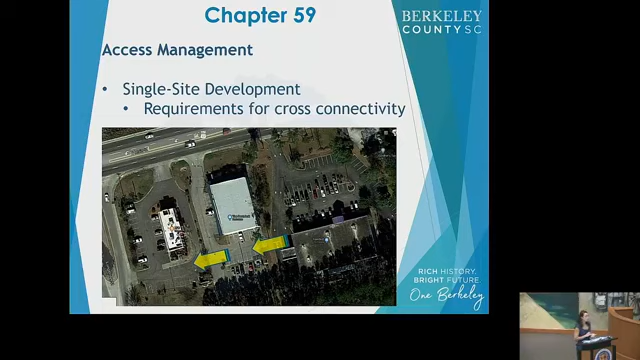 Chapter 59
BERKELEY
COUNTY SC
Access Management
• Single-Site Development
• Requirements for cross connectivity
RICH HISTORY.
BRIGHT FUTURE.
One Berkeley